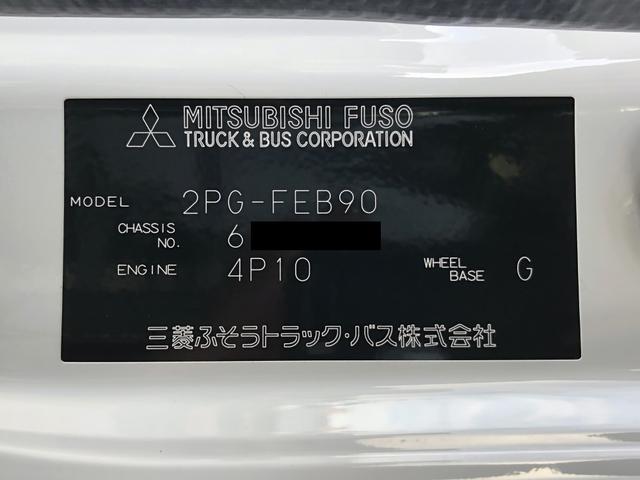 MITSUBISHI FUSO
TRUCK & BUS CORPORATION
MODEL 2PG-FEB90
CHASSIS NO. 6
ENGINE 4P10 WHEEL BASE G
三菱ふそうトラック・バス株式会社